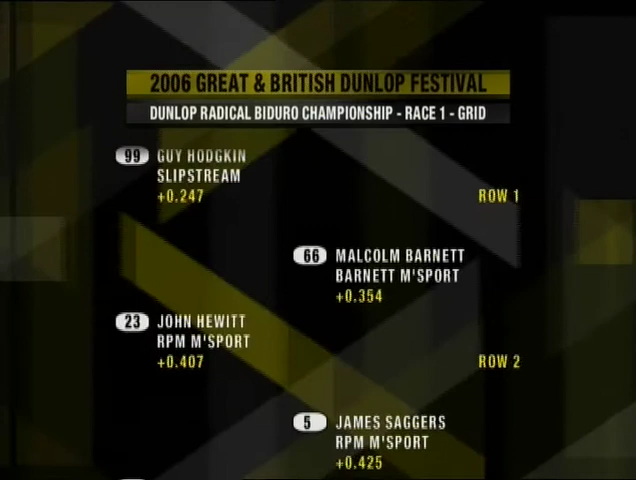 2006 GREAT & BRITISH DUNLOP FESTIVAL
DUNLOP RADICAL BIDURO CHAMPIONSHIP - RACE 1 - GRID
99 GUY HODGKIN
SLIPSTREAM
+0.247 ROW 1
66 MALCOLM BARNETT
BARNETT M'SPORT
+0.354
23 JOHN HEWITT
RPM M'SPORT
+0.407 ROW 2
5 JAMES SAGGERS
RPM M'SPORT
+0.425